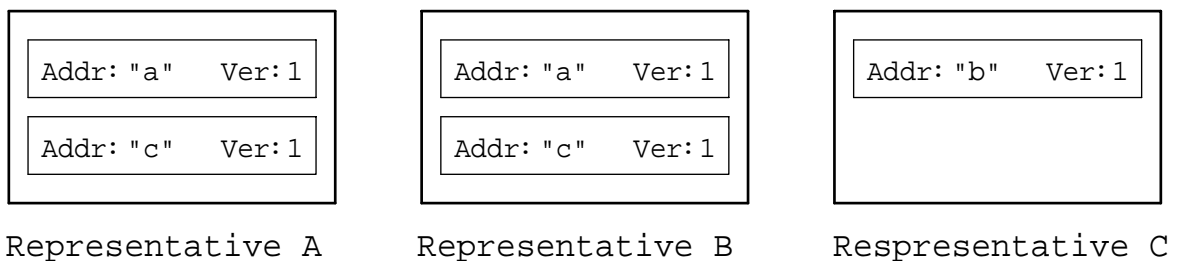 Addr: "a" Ver: 1
Addr: "c" Ver: 1
Representative A
Addr: "a" Ver: 1
Addr: "c" Ver: 1
Representative B
Addr: "b" Ver: 1
Respresentative C